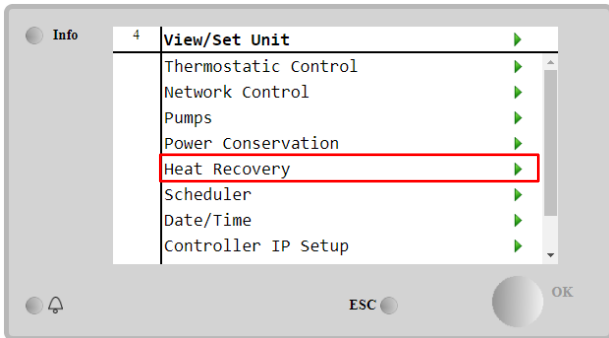 Info
4 View/Set Unit
Thermostatic Control
Network Control
Pumps
Power Conservation
Heat Recovery
Scheduler
Date/Time
Controller IP Setup
ESC OK